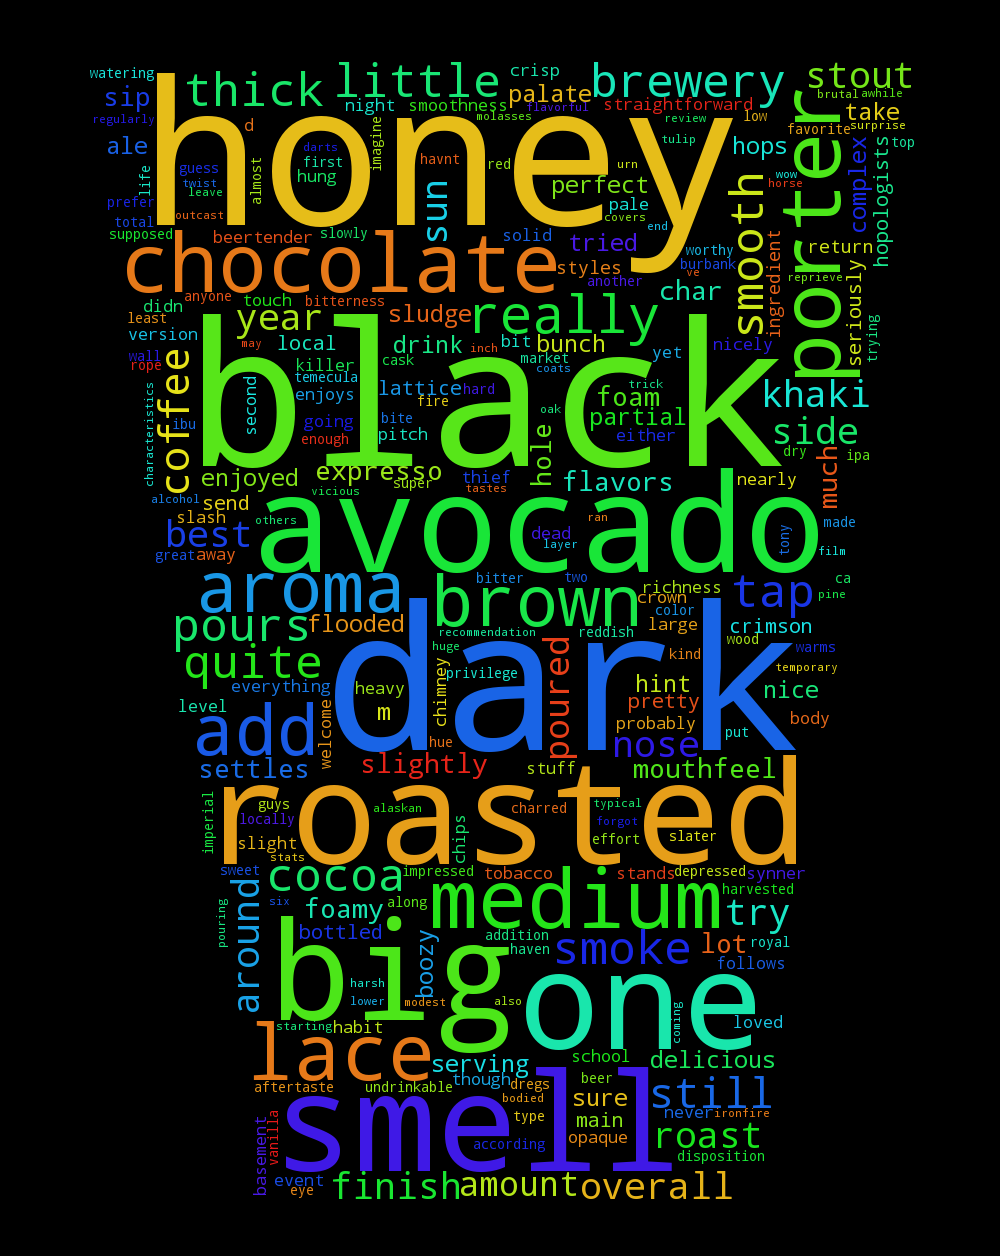 watering
thick
little
crisp
brewery
stout
sip
night
smoothness
palate
flavorful
straightforward
brutal
awhile
regularly
honey
molasses
low
take
d
imagine
review
favorite
surprise
ale
darts
first
havnt
red
urn
tulip
hops
porter
complex
hopologists
top
life
guess
twist
leave
almost
hung
sun
perfect
pale
covers
smooth
wow
horse
prefer
total
outcast
end
supposed
beertender
slowly
solid
tried
worthy
ingredient
return
chocolate
styles
another
burbank
ve
reprieve
seriously
anyone
didn
touch
bitterness
char
least
year
sludge
really
version
local
may
drink
inch
bit
bunch
market
yet
nicely
trying
wall
rope
killer
cask
coats
black
coffee
characteristics
second
temecula
enjoys
lattice
fire
hard
trick
foam
khaki
oak
partial
ibu
going
bite
enough
pitch
hole
either
side
dry
ipa
much
enjoyed
expresso
super
thief
tastes
flavors
nearly
vicious
alcohol
send
slash
others
avocado
ran
made
best
dead
layer
tony
film
great
away
aroma
brown
bitter
two
richness
tap
ca
crown
pine
pours
flooded
color
large
crimson
recommendation
reddish
wood
huge
dark
quite
chimney
privilege
poured
kind
warms
temporary
everything
heavy
hint
nice
level
m
pretty
add
welcome
probably
body
hue
nose
put
settles
slightly
stuff
mouthfeel
roasted
imperial
guys
alaskan
charred
typical
locally
chips
forgot
slight
effort
slater
stats
sweet
cocoa
impressed
tobacco
stands
depressed
synner
around
six
along
medium
harvested
pouring
foamy
try
bottled
addition
haven
smoke
lot
royal
big
boozy
follows
harsh
one
lower
modest
also
coming
starting
habit
loved
lace
serving
school
delicious
aftertaste
undrinkable
though
dregs
beer
bodied
sure
still
smell
never
ironfire
type
main
basement
vanilla
according
opaque
roast
disposition
event
eye
finish
amount
overall